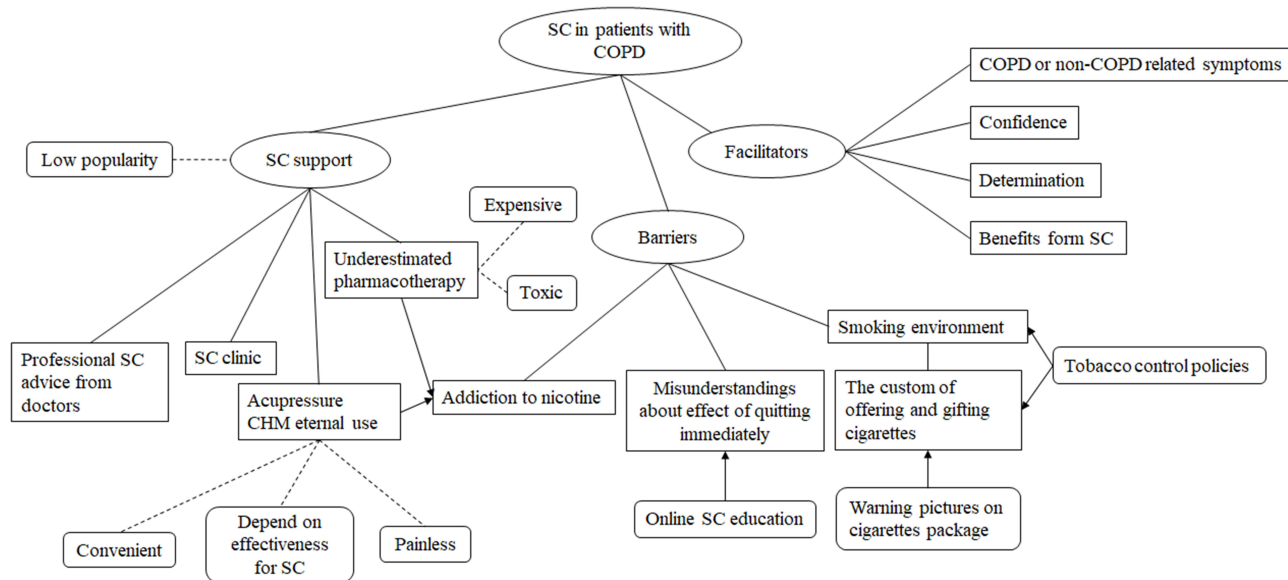 SC in patients with
COPD
COPD or non-COPD related symptoms
Confidence
Facilitators
Determination
Benefits form SC
Low popularity
SC support
Expensive
Barriers
Underestimated
pharmacotherapy
Toxic
Smoking environment
Tobacco control policies
Professional SC
advice from
doctors
SC clinic
Acupressure
CHM eternal use
Addiction to nicotine
Misunderstandings
about effect of quitting
immediately
The custom of
offering and gifting
cigarettes
Convenient
Depend on
effectiveness
for SC
Painless
Online SC education
Warning pictures on
cigarettes package